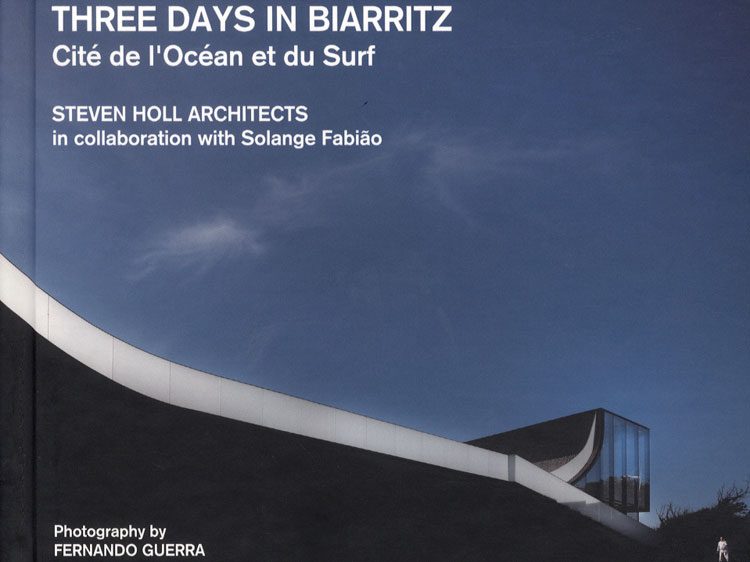 THREE DAYS IN BIARRITZ
Cité de l'Océan et du Surf
STEVEN HOLL ARCHITECTS
in collaboration with Solange Fabião
Photography by
FERNANDO GUERRA